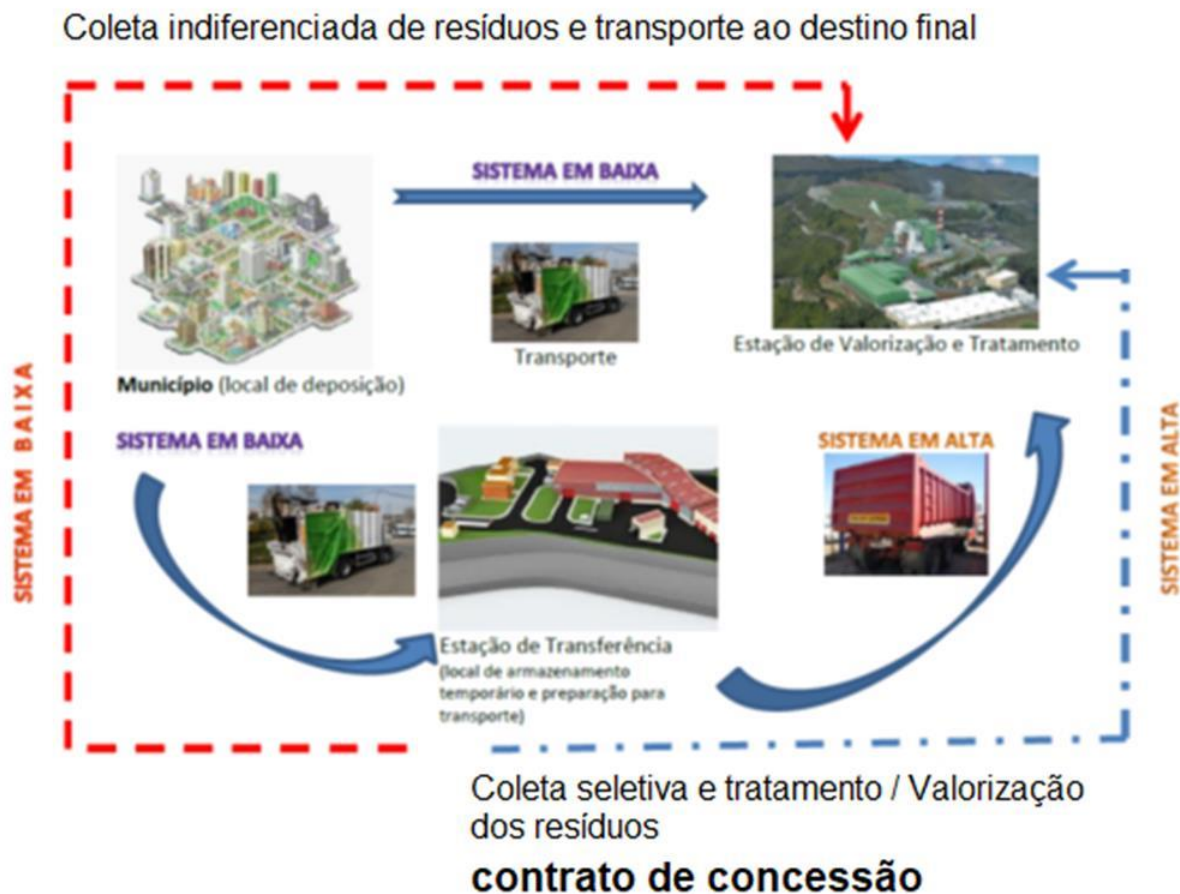 Coleta indiferenciada de resíduos e transporte ao destino final
SISTEMA EM BAIXA
Transporte
Estação de Valorização e Tratamento
Município (local de deposição)
SISTEMA EM BAIXA
SISTEMA EM BAIXA
SISTEMA EM ALTA
SISTEMA EM ALTA
Estação de Transferência
(local de armazenamento
temporário e preparação para
transporte)
Coleta seletiva e tratamento / Valorização
dos resíduos
contrato de concessão